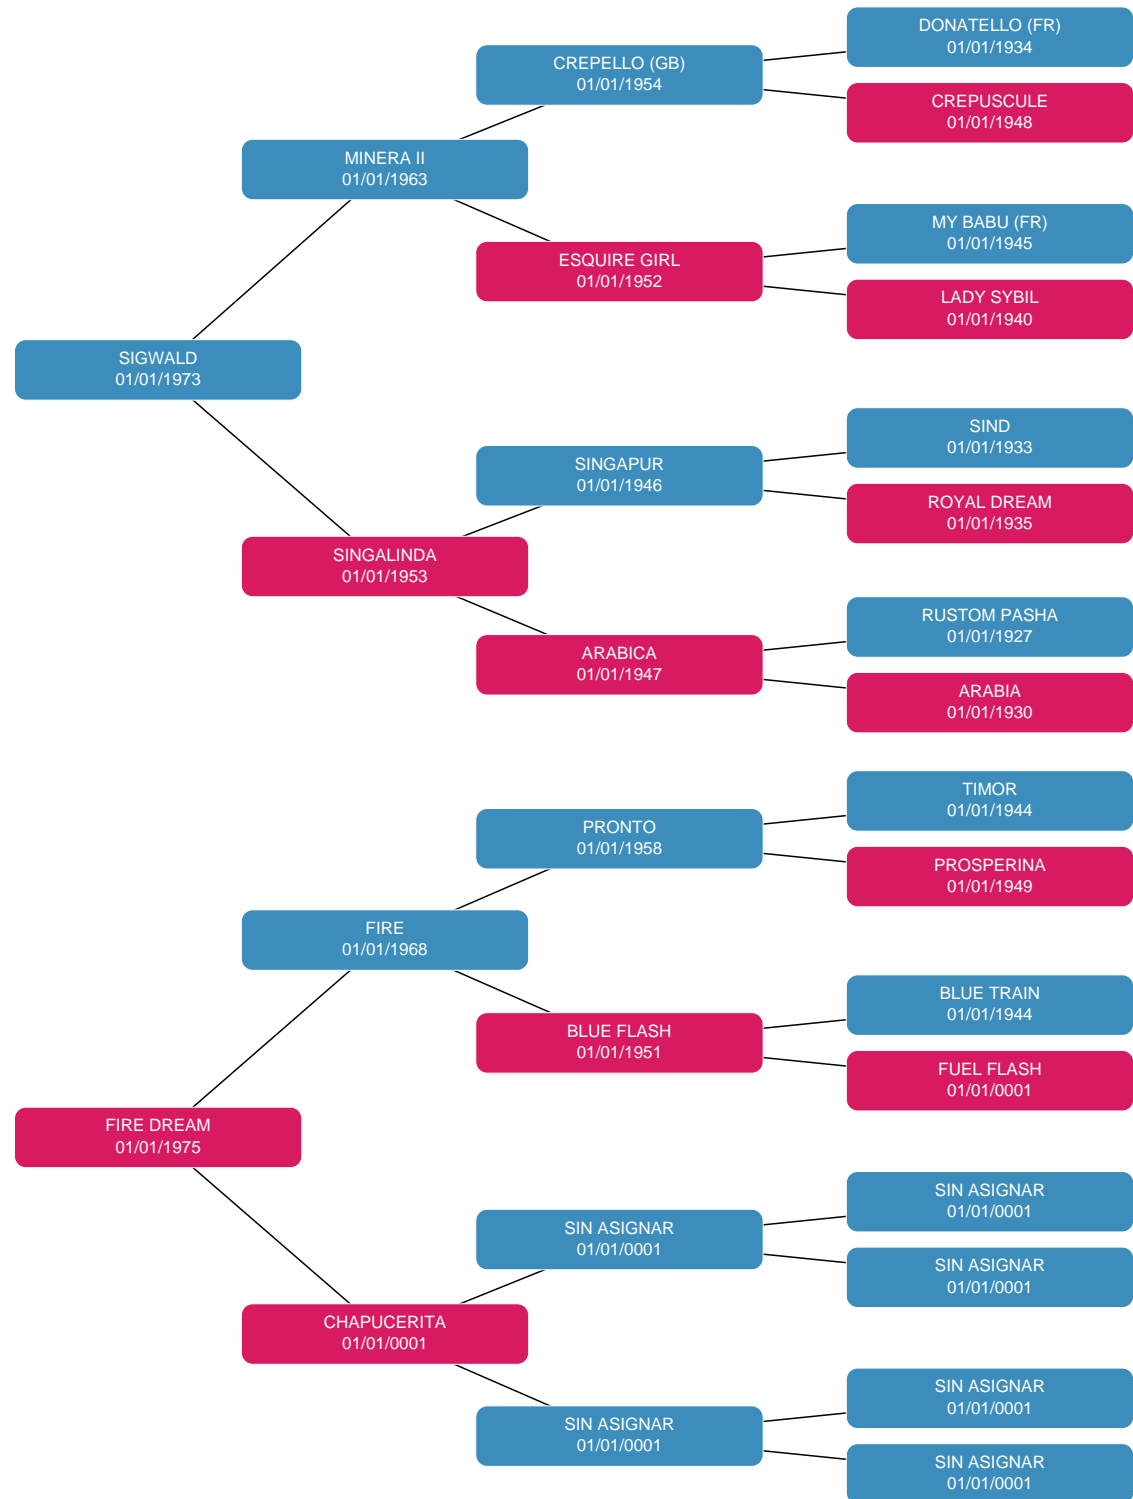 DONATELLO (FR)
01/01/1934
CREPELLO (GB)
01/01/1954
CREPUSCULE
01/01/1948
MINERA II
01/01/1963
MY BABU (FR)
01/01/1945
ESQUIRE GIRL
01/01/1952
LADY SYBIL
01/01/1940
SIGWALD
01/01/1973
SIND
01/01/1933
SINGAPUR
01/01/1946
ROYAL DREAM
01/01/1935
SINGALINDA
01/01/1953
RUSTOM PASHA
01/01/1927
ARABICA
01/01/1947
ARABIA
01/01/1930
TIMOR
01/01/1944
PRONTO
01/01/1958
PROSPERINA
01/01/1949
FIRE
01/01/1968
BLUE TRAIN
01/01/1944
BLUE FLASH
01/01/1951
FUEL FLASH
01/01/0001
FIRE DREAM
01/01/1975
SIN ASIGNAR
01/01/0001
SIN ASIGNAR
01/01/0001
SIN ASIGNAR
01/01/0001
CHAPUCERITA
01/01/0001
SIN ASIGNAR
01/01/0001
SIN ASIGNAR
01/01/0001
SIN ASIGNAR
01/01/0001